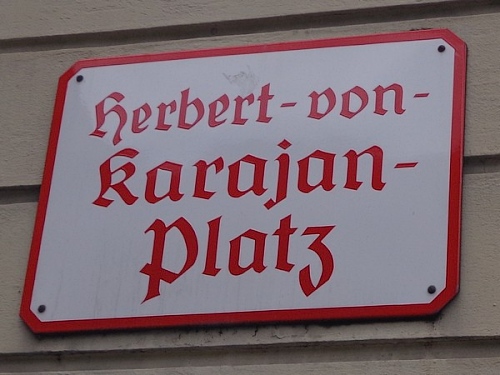 Herbert-von-
Karajan-
Platz